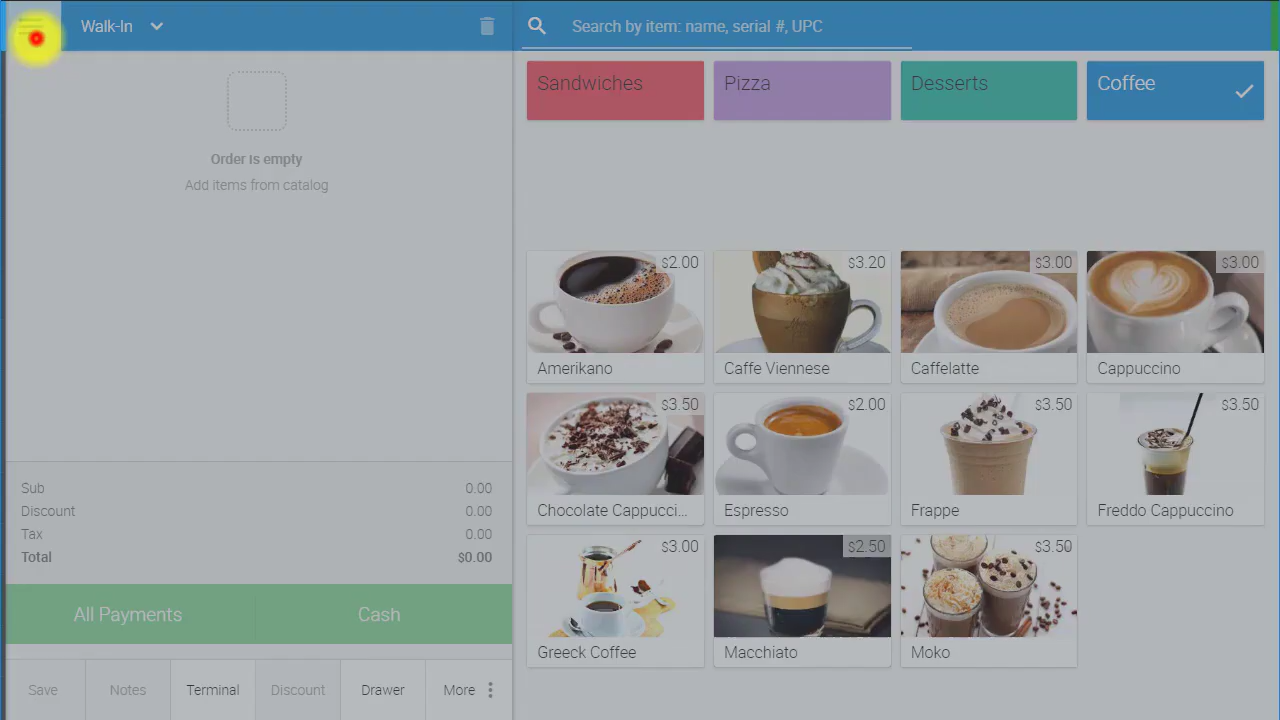 Walk-In
Search by item: name, serial #, UPC
Order is empty
Add items from catalog
Sub 0.00
Discount 0.00
Tax 0.00
Total $0.00
All Payments Cash
Save Notes Terminal Discount Drawer More
Sandwiches Pizza Desserts Coffee
$2.00 $3.20 $3.00 $3.00
Amerikano Caffe Viennese Caffelatte Cappuccino
$3.50 $2.00 $3.50 $3.50
Chocolate Cappucci... Espresso Frappe Freddo Cappuccino
$3.00 $2.50 $3.50
Greeck Coffee Macchiato Moko